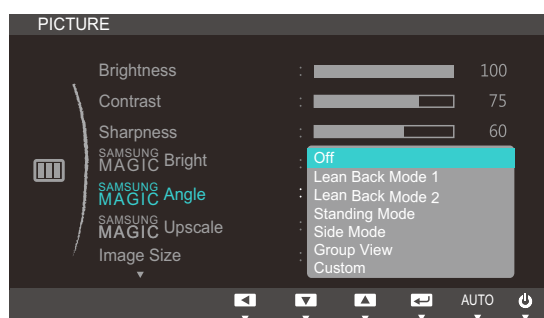 PICTURE
Brightness : 100
Contrast : 75
Sharpness : 60
SAMSUNG MAGIC Bright :
SAMSUNG MAGIC Angle :
SAMSUNG MAGIC Upscale :
Image Size :
Off
Lean Back Mode 1
Lean Back Mode 2
Standing Mode
Side Mode
Group View
Custom
AUTO